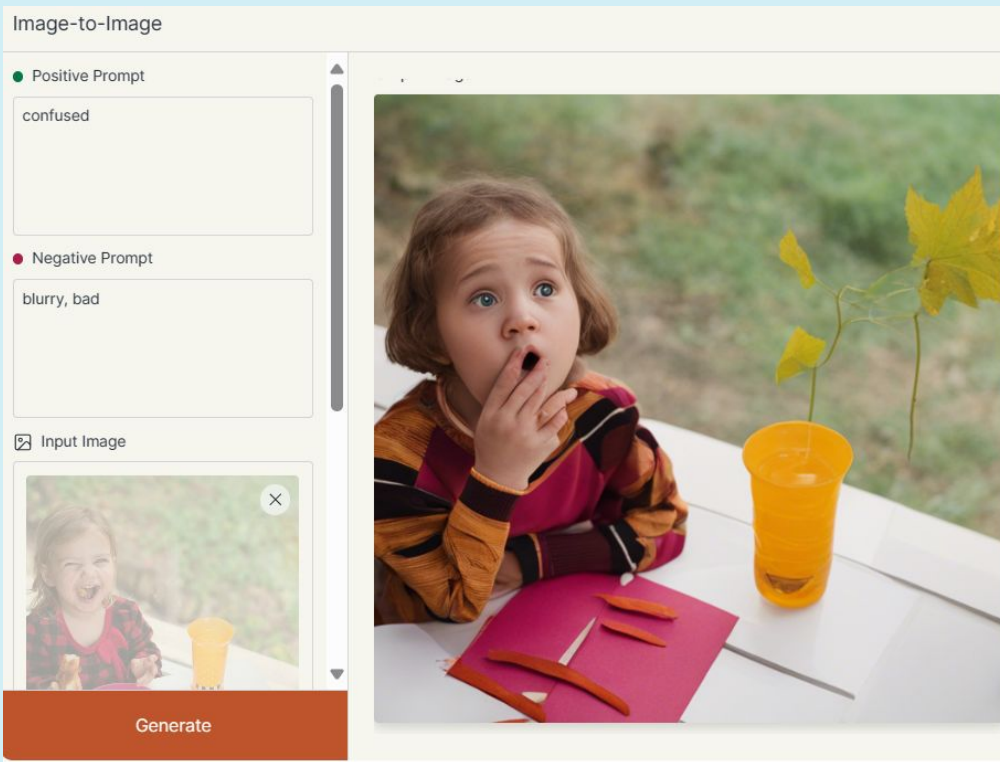 Image-to-Image
Positive Prompt
confused
Negative Prompt
blurry, bad
Input Image
Generate